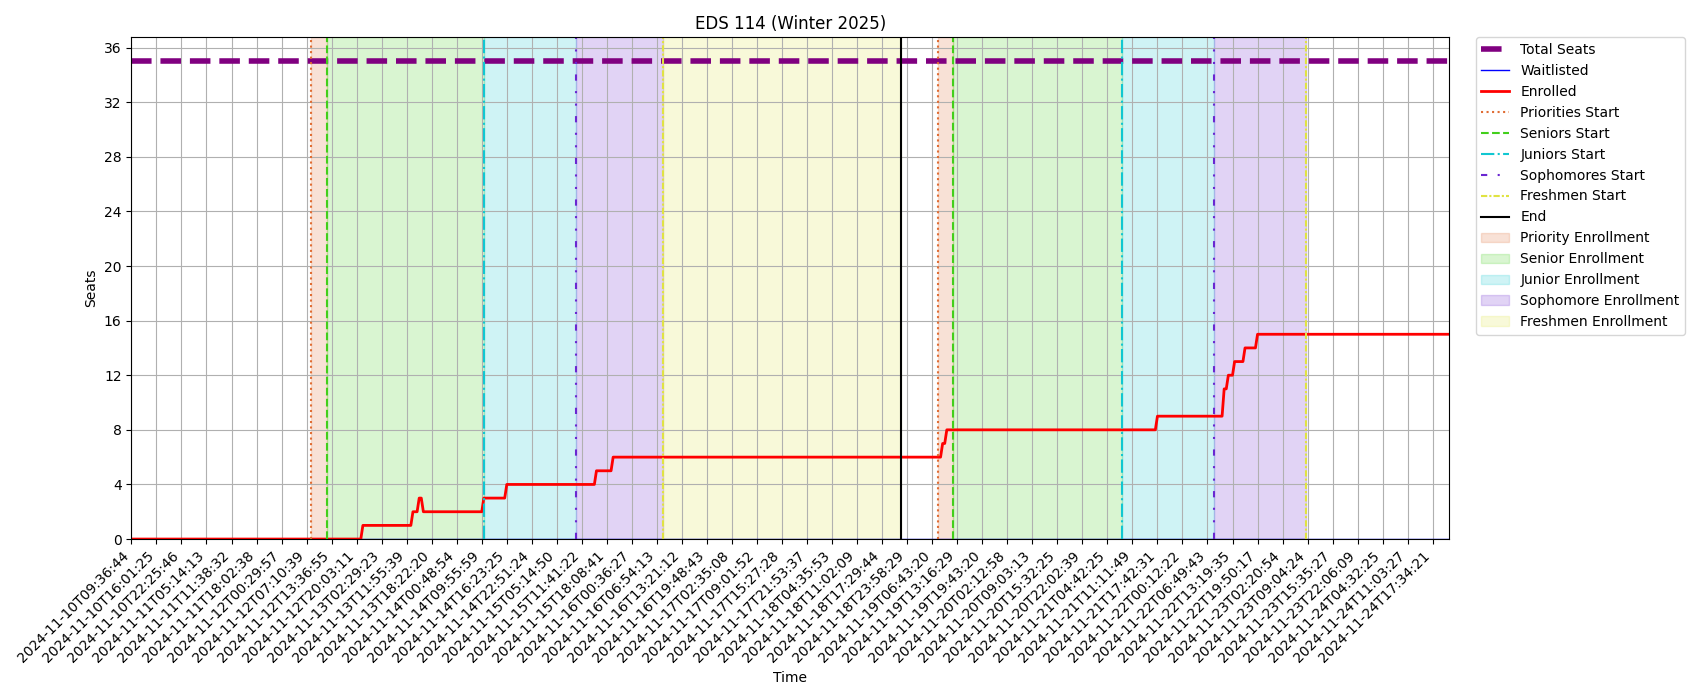 EDS 114 (Winter 2025)
Seats
36
32
28
24
20
16
12
8
4
0
2024-11-10T09:36:44
2024-11-10T16:01:25
2024-11-10T22:25:46
2024-11-11T05:14:13
2024-11-11T11:38:32
2024-11-11T18:02:38
2024-11-12T00:29:57
2024-11-12T07:10:39
2024-11-12T13:36:55
2024-11-12T20:03:11
2024-11-13T03:29:23
2024-11-13T11:55:39
2024-11-13T18:22:20
2024-11-14T00:48:54
2024-11-14T09:55:59
2024-11-14T16:23:25
2024-11-14T22:51:24
2024-11-15T05:14:50
2024-11-15T11:41:22
2024-11-15T18:08:41
2024-11-16T00:36:27
2024-11-16T06:54:13
2024-11-16T13:21:12
2024-11-16T19:48:43
2024-11-17T02:35:08
2024-11-17T09:01:52
2024-11-17T15:27:28
2024-11-17T21:53:37
2024-11-18T04:35:53
2024-11-18T11:02:09
2024-11-18T17:29:44
2024-11-18T23:58:29
2024-11-19T06:43:20
2024-11-19T13:16:29
2024-11-19T19:43:20
2024-11-20T02:12:58
2024-11-20T09:03:13
2024-11-20T15:32:25
2024-11-20T22:02:39
2024-11-21T04:42:25
2024-11-21T11:11:49
2024-11-21T17:42:31
2024-11-22T00:12:22
2024-11-22T06:49:43
2024-11-22T13:19:35
2024-11-22T19:50:17
2024-11-23T02:20:54
2024-11-23T09:04:24
2024-11-23T15:35:27
2024-11-23T22:06:09
2024-11-24T04:32:25
2024-11-24T11:03:27
2024-11-24T17:34:21
Time
Total Seats
Waitlisted
Enrolled
Priorities Start
Seniors Start
Juniors Start
Sophomores Start
Freshmen Start
End
Priority Enrollment
Senior Enrollment
Junior Enrollment
Sophomore Enrollment
Freshmen Enrollment